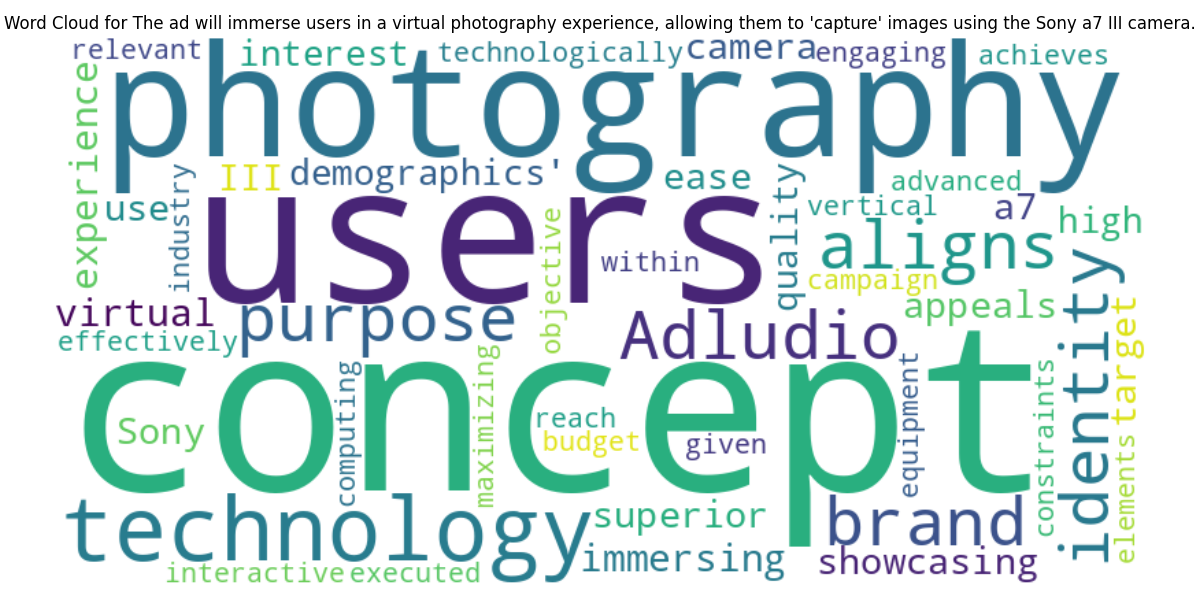 Word Cloud for The ad will immerse users in a virtual photography experience, allowing them to 'capture' images using the Sony a7 III camera.
relevant
interest
technologically
camera
engaging
achieves
photography
experience
industry
III
demographics'
ease
quality
advanced
use
users
vertical
a7
high
objective
within
aligns
campaign
identity
virtual
purpose
appeals
target
effectively
Adludio
concept
computing
maximizing
equipment
constraints
Sony
reach
budget
given
elements
technology
superior
brand
immersing
showcasing
interactive
executed